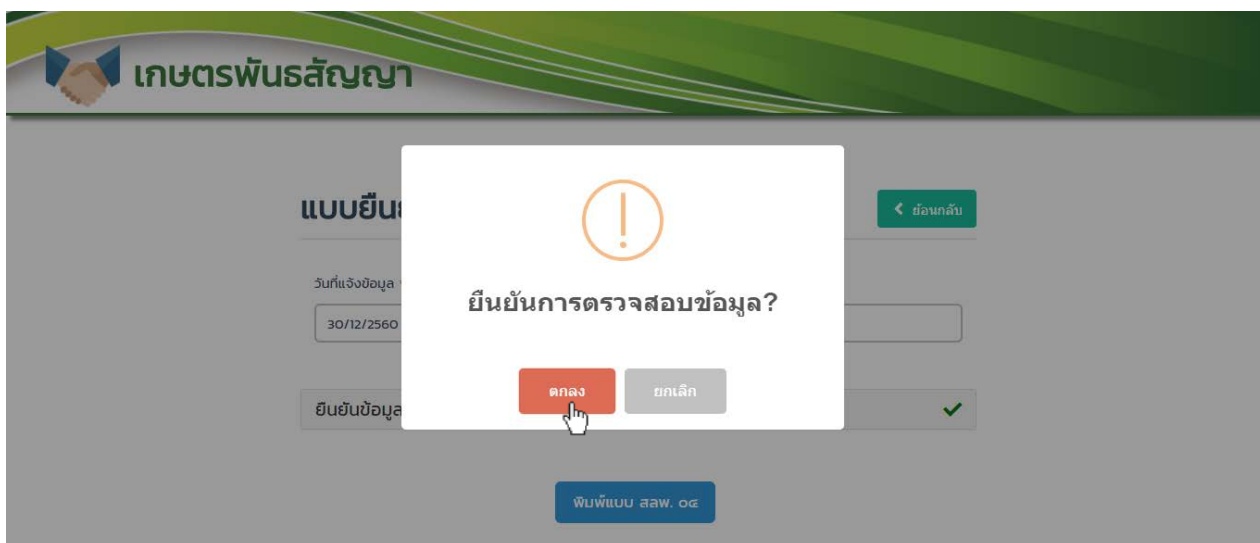 เกษตรพันธสัญญา
แบบยืน
ย้อนกลับ
วันที่แจ้งข้อมูล
30/12/2560
ยืนยันการตรวจสอบข้อมูล?
ตกลง
ยกเลิก
ยืนยันข้อมูล
พิมพ์แบบ สลพ. ๐๔